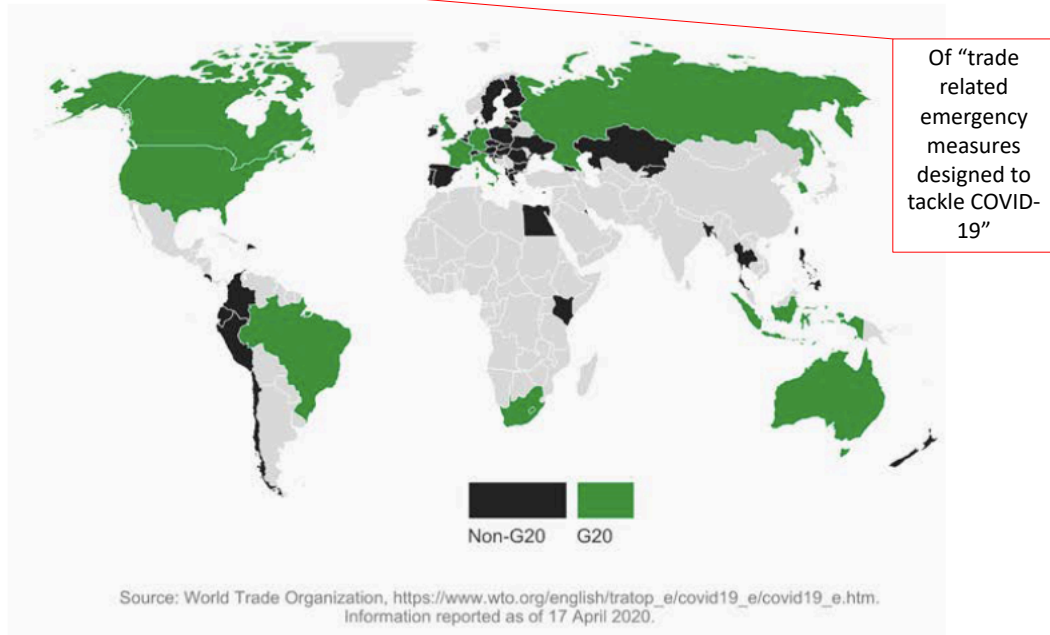 Of “trade
related
emergency
measures
designed to
tackle COVID-
19”
Non-G20 G20
Source: World Trade Organization, https://www.wto.org/english/tratop_e/covid19_e/covid19_e.htm.
Information reported as of 17 April 2020.